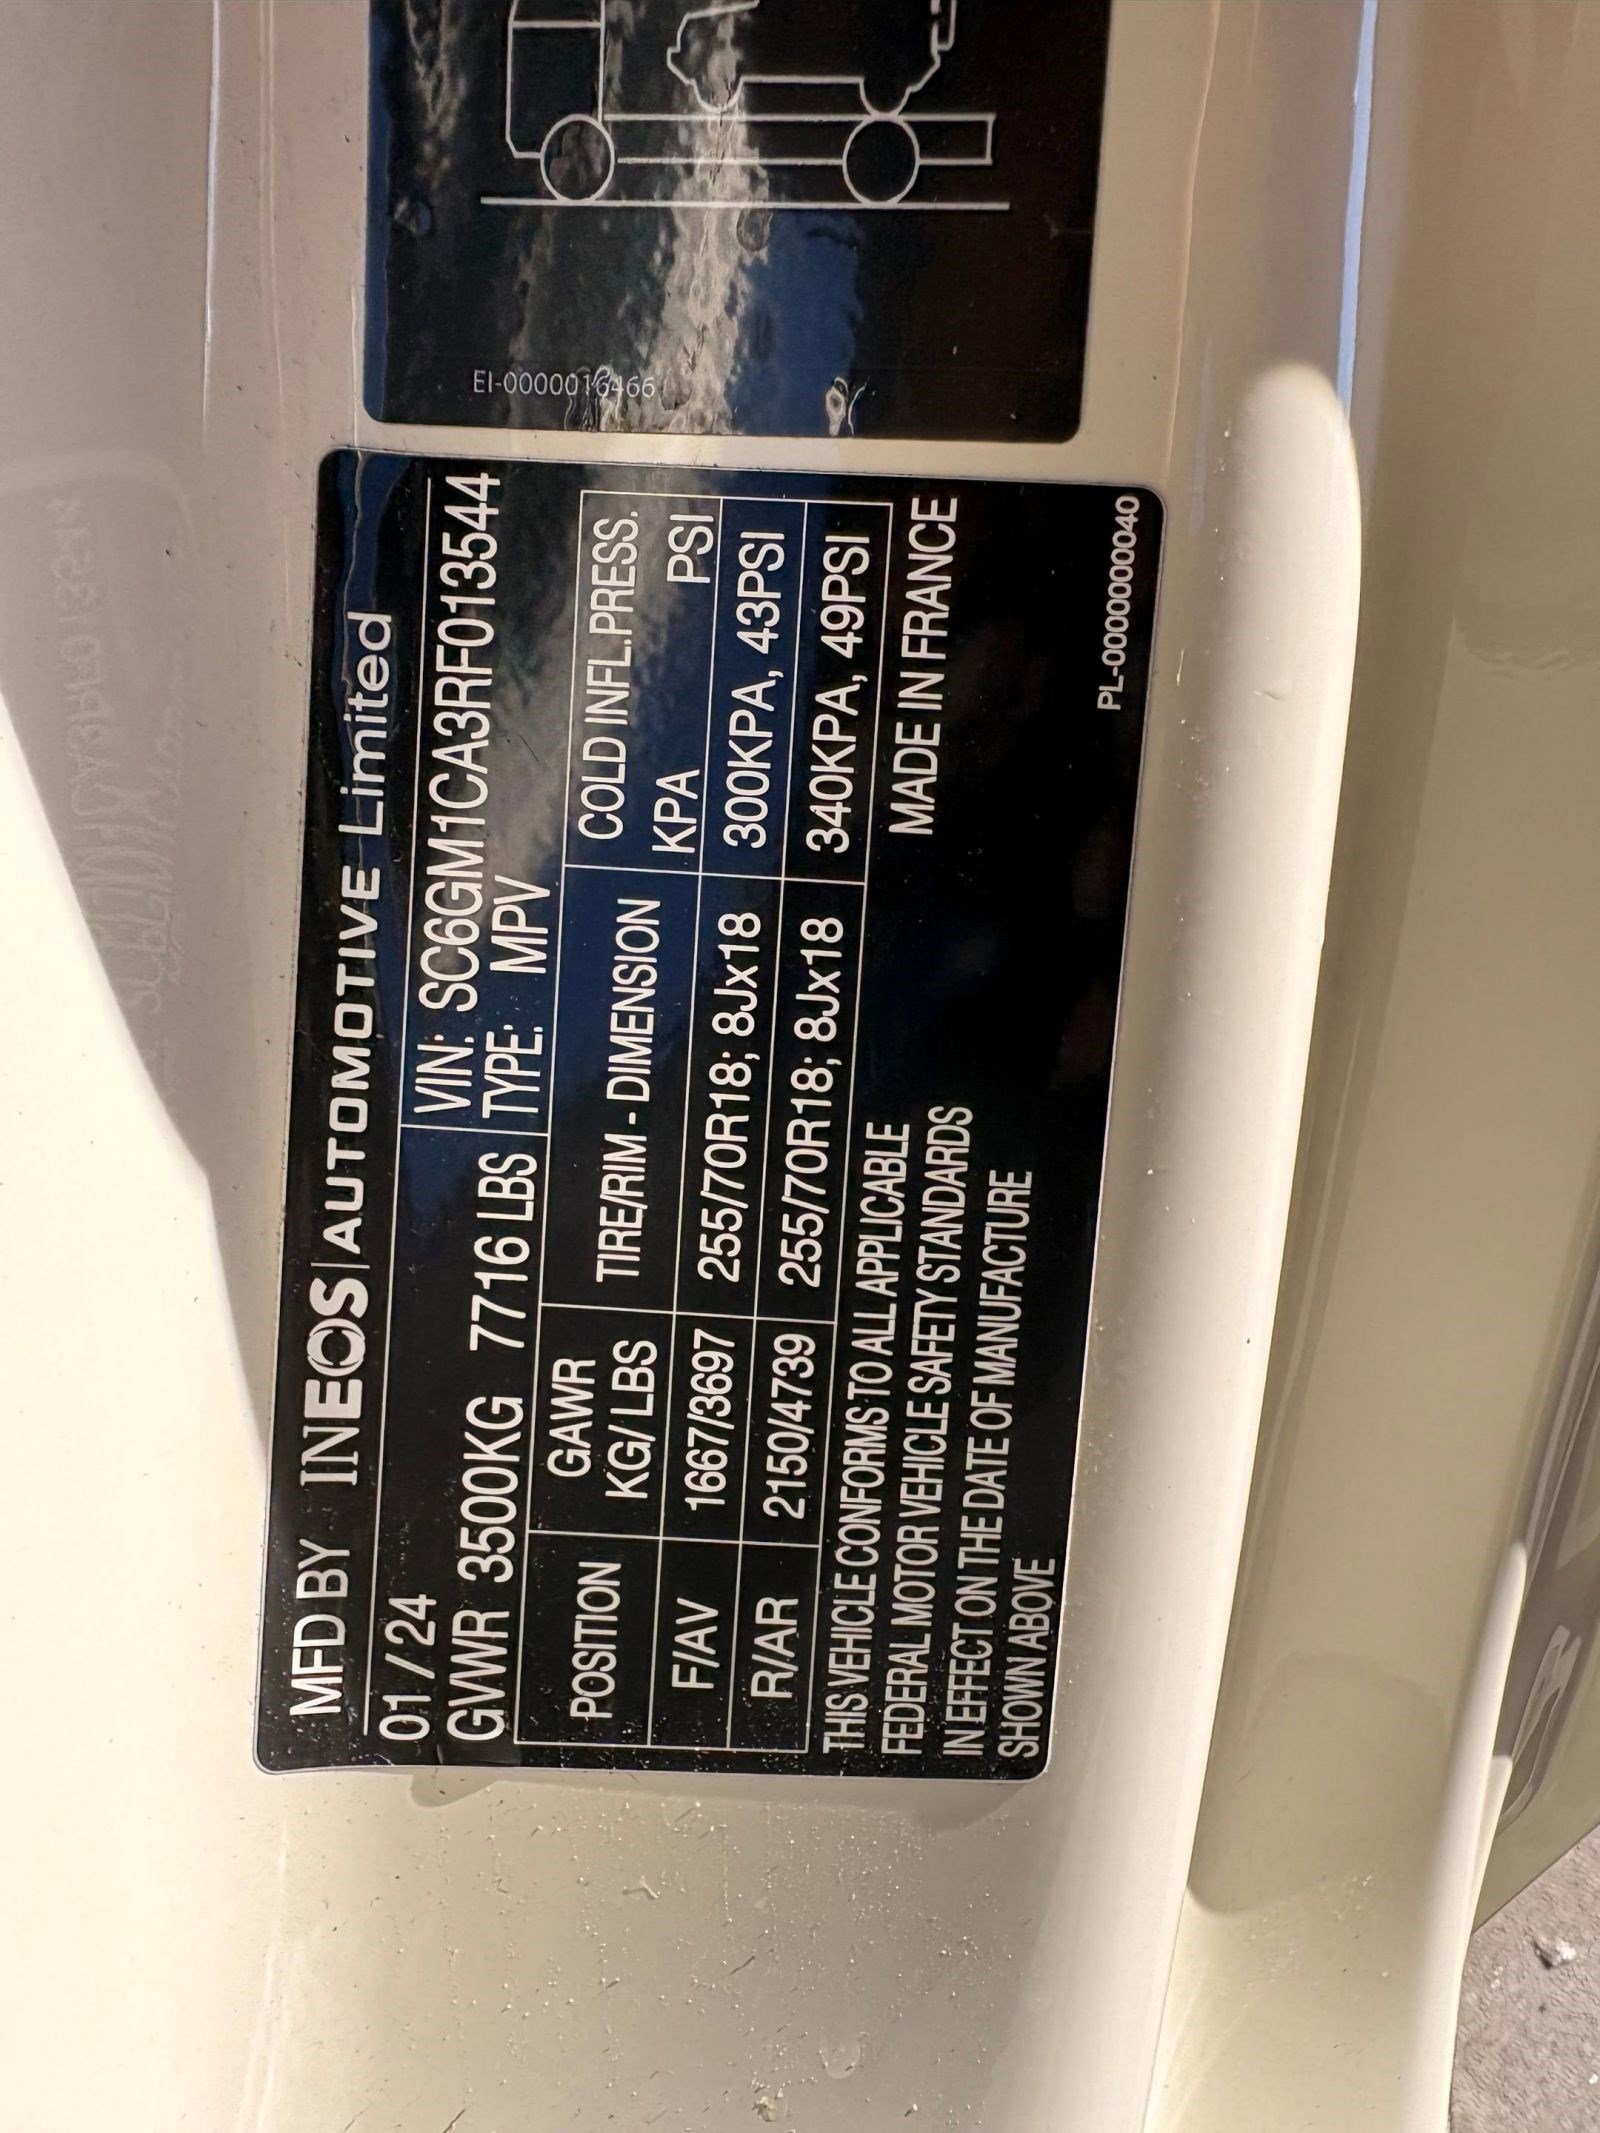 MFD BY INEOS | AUTOMOTIVE Limited
01 / 24
GVWR 3500KG 7716 LBS
VIN: SC6GM1CA3RF013544
TYPE: MPV
POSITION
GAWR
KG/ LBS
TIRE/RIM - DIMENSION
COLD INFL.PRESS.
KPA PSI
F/AV 1667/3697 255/70R18; 8Jx18 300KPA, 43PSI
R/AR 2150/4739 255/70R18; 8Jx18 340KPA, 49PSI
THIS VEHICLE CONFORMS TO ALL APPLICABLE
FEDERAL MOTOR VEHICLE SAFETY STANDARDS
IN EFFECT ON THE DATE OF MANUFACTURE
SHOWN ABOVE
MADE IN FRANCE
PL-0000000040
EI-0000016466